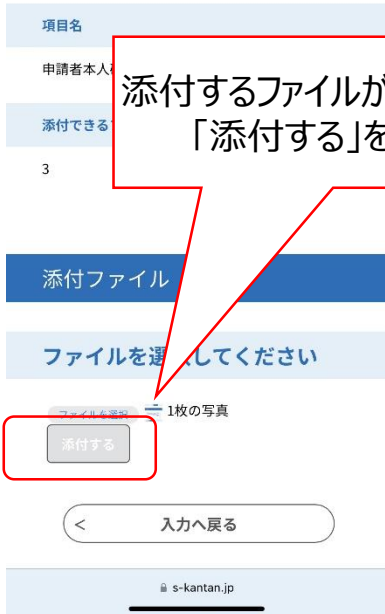 項目名
申請者本人
添付するファイルが
添付できる
「添付する」を
3
添付ファイル
ファイルを選択してください
ファイルを選択 1枚の写真
添付する
< 入力へ戻る
s-kantan.jp